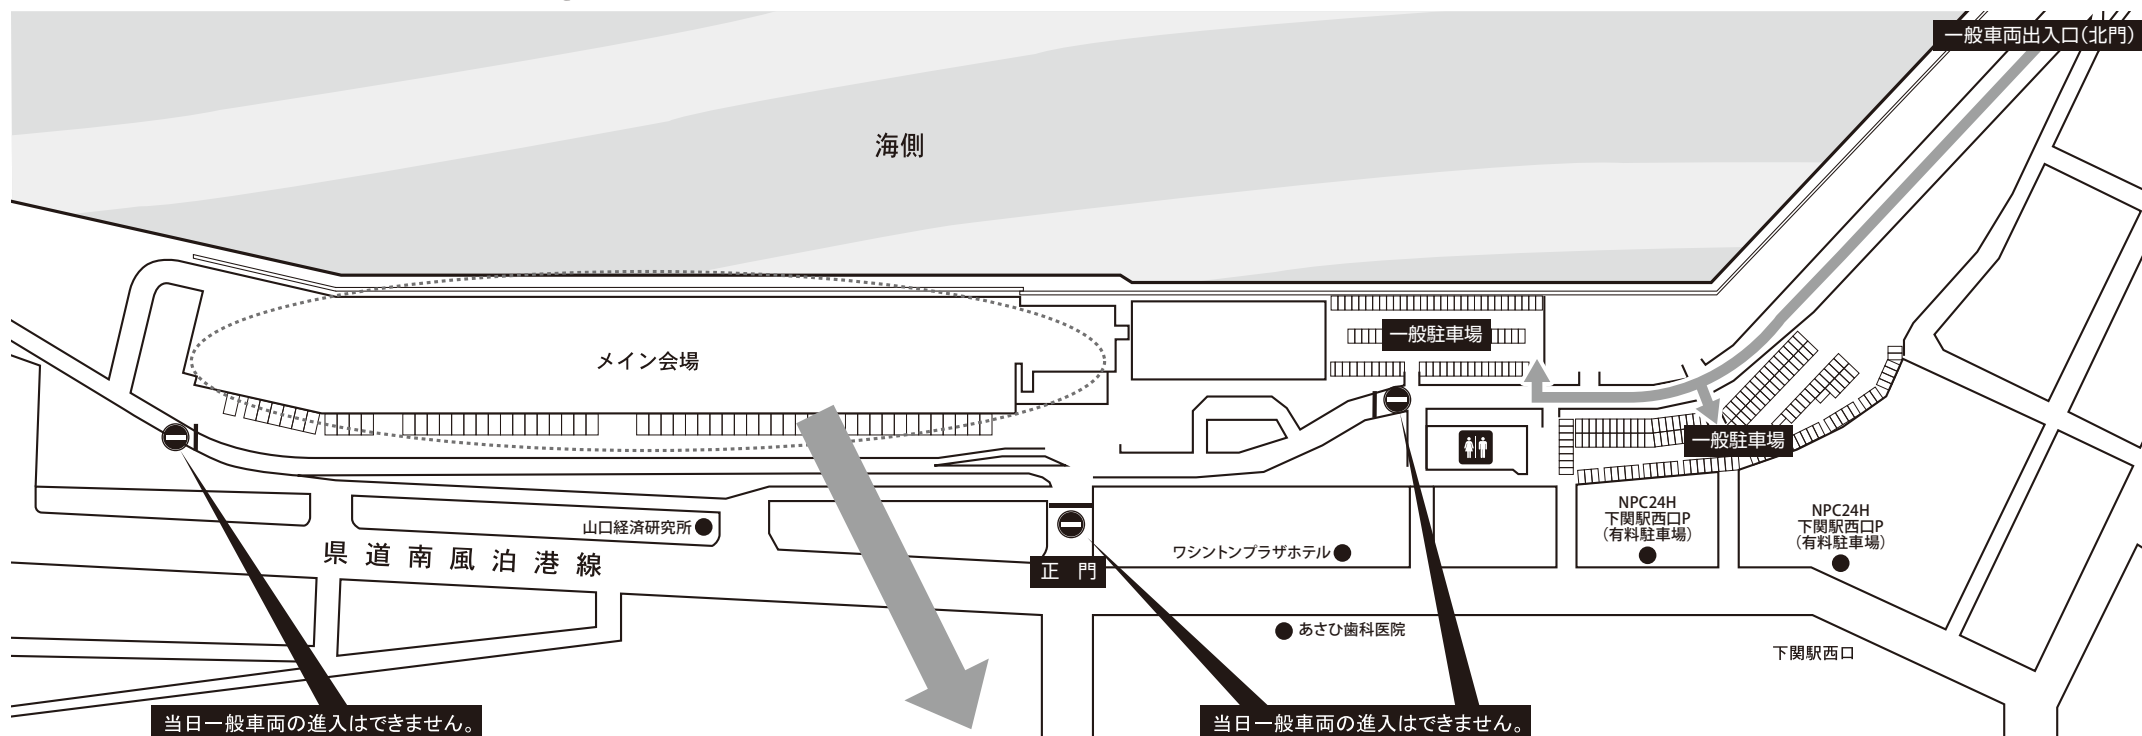 一般車両出入口(北門)
海側
一般駐車場
メイン会場
一般駐車場
NPC24H
下関駅西口P
(有料駐車場)
NPC24H
下関駅西口P
(有料駐車場)
山口経済研究所
県道南風泊港線
ワシントンプラザホテル
正 門
あさひ歯科医院
下関駅西口
当日一般車両の進入はできません。
当日一般車両の進入はできません。